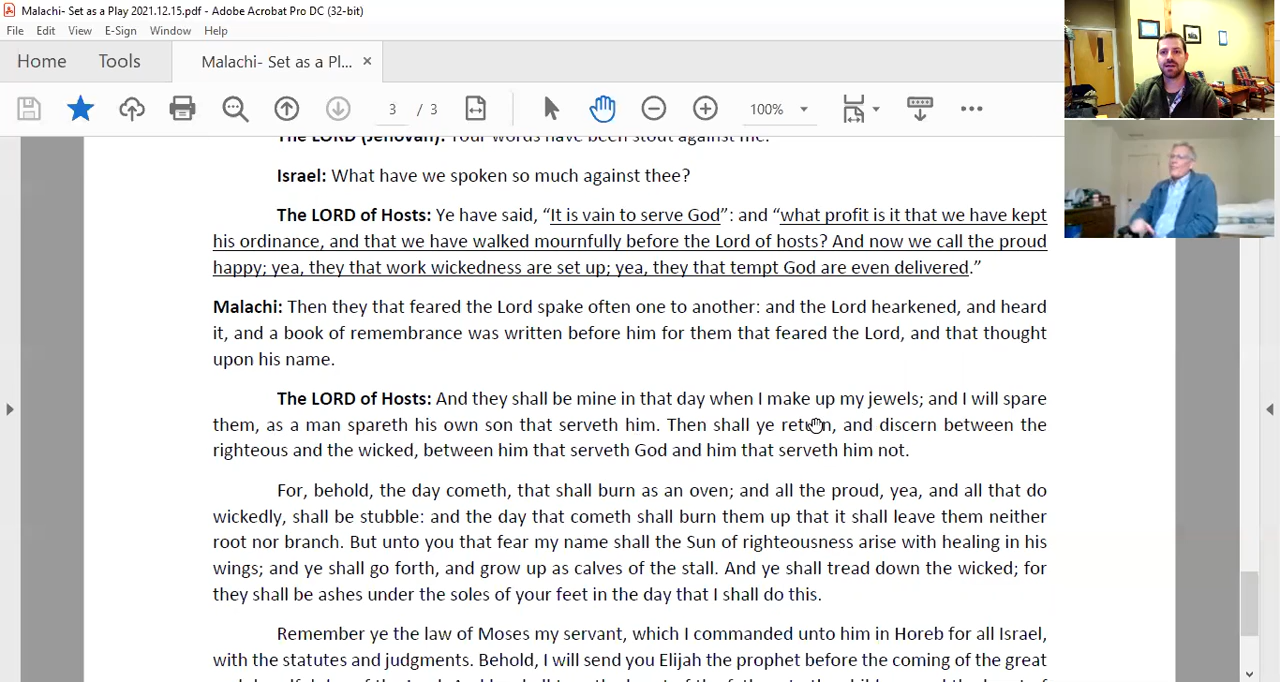 Malachi- Set as a Play 2021.12.15.pdf - Adobe Acrobat Pro DC (32-bit)
File Edit View E-Sign Window Help
Home Tools Malachi- Set as a Pl... ×
3 / 3 100%
The LORD (Jehovah): Your words have been stout against me.
Israel: What have we spoken so much against thee?
The LORD of Hosts: Ye have said, “It is vain to serve God”: and “what profit is it that we have kept
his ordinance, and that we have walked mournfully before the Lord of hosts? And now we call the proud
happy; yea, they that work wickedness are set up; yea, they that tempt God are even delivered.”
Malachi: Then they that feared the Lord spake often one to another: and the Lord hearkened, and heard
it, and a book of remembrance was written before him for them that feared the Lord, and that thought
upon his name.
The LORD of Hosts: And they shall be mine in that day when I make up my jewels; and I will spare
them, as a man spareth his own son that serveth him. Then shall ye return, and discern between the
righteous and the wicked, between him that serveth God and him that serveth him not.
For, behold, the day cometh, that shall burn as an oven; and all the proud, yea, and all that do
wickedly, shall be stubble: and the day that cometh shall burn them up that it shall leave them neither
root nor branch. But unto you that fear my name shall the Sun of righteousness arise with healing in his
wings; and ye shall go forth, and grow up as calves of the stall. And ye shall tread down the wicked; for
they shall be ashes under the soles of your feet in the day that I shall do this.
Remember ye the law of Moses my servant, which I commanded unto him in Horeb for all Israel,
with the statutes and judgments. Behold, I will send you Elijah the prophet before the coming of the great